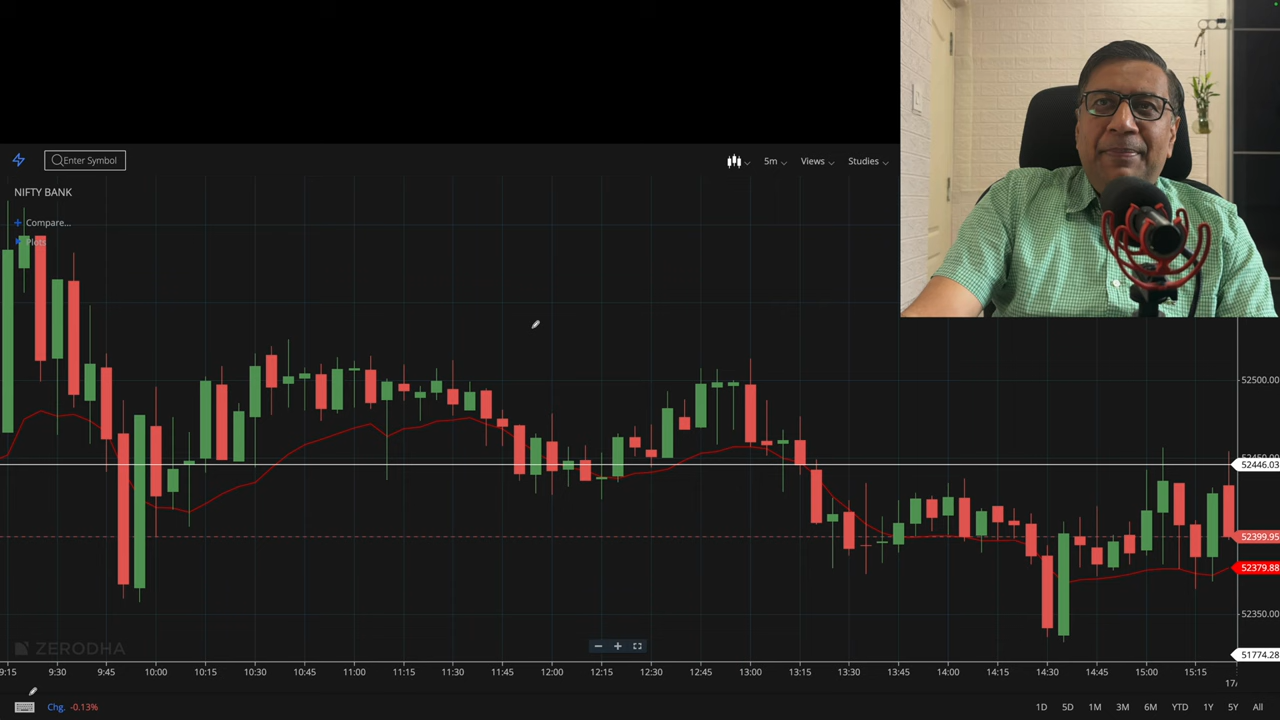 Enter Symbol
5m
Views
Studies
NIFTY BANK
+ Compare...
Plots
52500.00
52446.03
52399.95
52379.88
52350.00
51774.28
ZERODHA
9:15 9:30 9:45 10:00 10:15 10:30 10:45 11:00 11:15 11:30 11:45 12:00 12:15 12:30 12:45 13:00 13:15 13:30 13:45 14:00 14:15 14:30 14:45 15:00 15:15
17/
Chg. -0.13%
1D 5D 1M 3M 6M YTD 1Y 5Y All